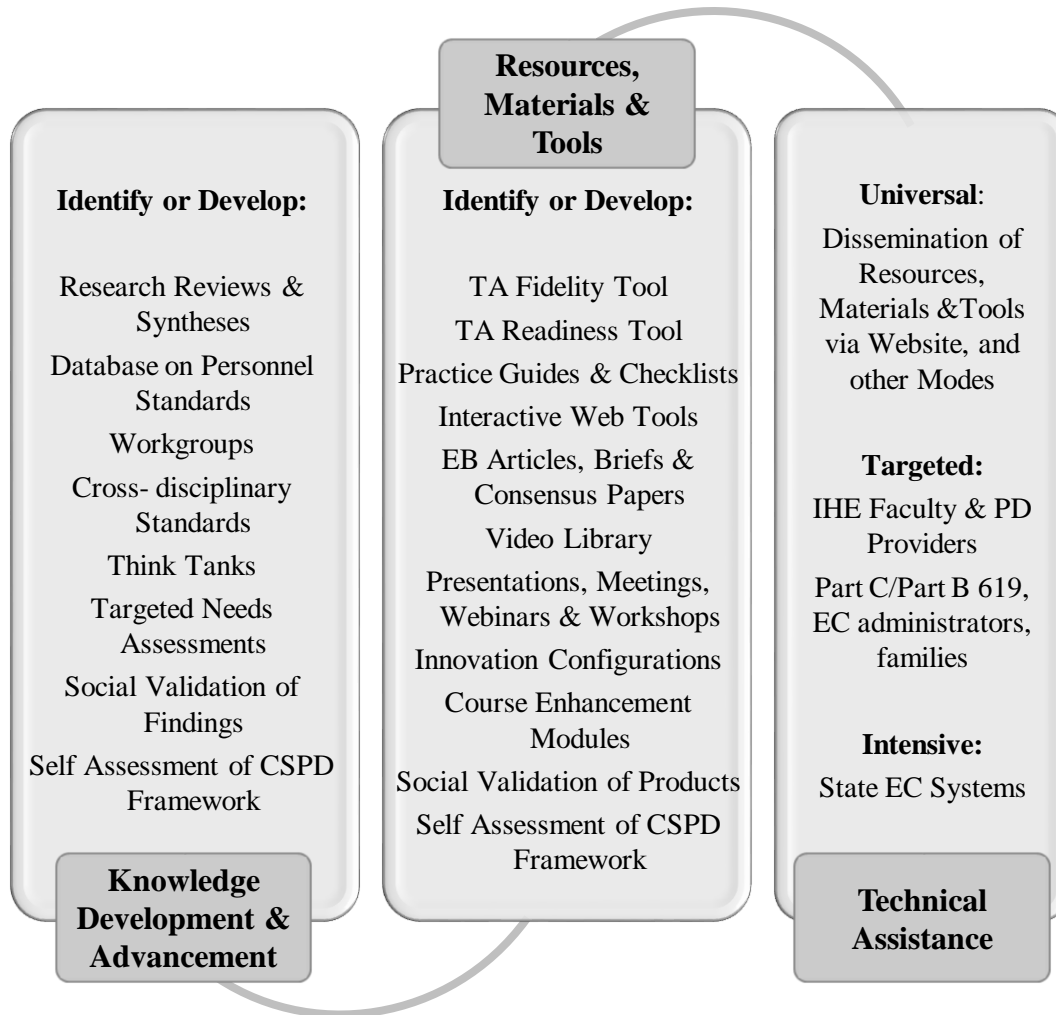 Identify or Develop:
Research Reviews &
Syntheses
Database on Personnel
Standards
Workgroups
Cross- disciplinary
Standards
Think Tanks
Targeted Needs
Assessments
Social Validation of
Findings
Self Assessment of CSPD
Framework
Knowledge
Development &
Advancement
Resources,
Materials &
Tools
Identify or Develop:
TA Fidelity Tool
TA Readiness Tool
Practice Guides & Checklists
Interactive Web Tools
EB Articles, Briefs &
Consensus Papers
Video Library
Presentations, Meetings,
Webinars & Workshops
Innovation Configurations
Course Enhancement
Modules
Social Validation of Products
Self Assessment of CSPD
Framework
Universal:
Dissemination of
Resources,
Materials &Tools
via Website, and
other Modes
Targeted:
IHE Faculty & PD
Providers
Part C/Part B 619,
EC administrators,
families
Intensive:
State EC Systems
Technical
Assistance